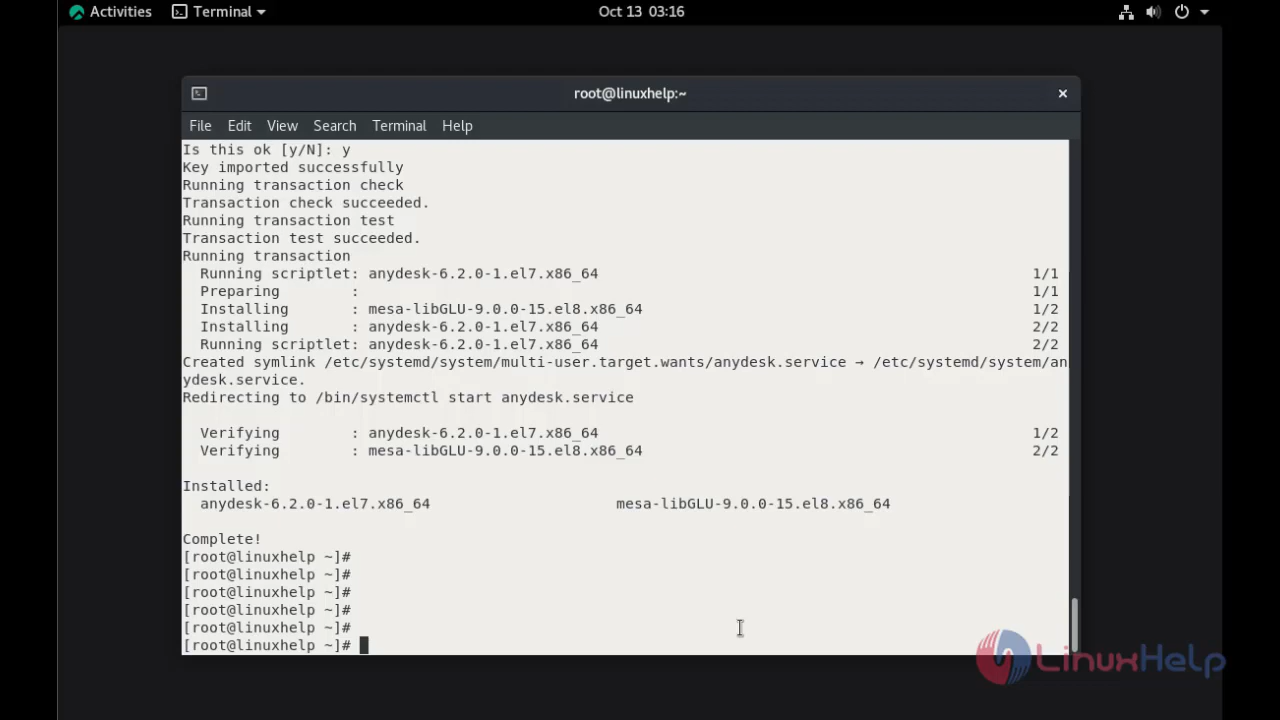 Activities Terminal Oct 13 03:16
root@linuxhelp:~ ×
File Edit View Search Terminal Help
Is this ok [y/N]: y
Key imported successfully
Running transaction check
Transaction check succeeded.
Running transaction test
Transaction test succeeded.
Running transaction
  Running scriptlet: anydesk-6.2.0-1.el7.x86_64 1/1
  Preparing        : 1/1
  Installing       : mesa-libGLU-9.0.0-15.el8.x86_64 1/2
  Installing       : anydesk-6.2.0-1.el7.x86_64 2/2
  Running scriptlet: anydesk-6.2.0-1.el7.x86_64 2/2
Created symlink /etc/systemd/system/multi-user.target.wants/anydesk.service → /etc/systemd/system/an
ydesk.service.
Redirecting to /bin/systemctl start anydesk.service
  Verifying        : anydesk-6.2.0-1.el7.x86_64 1/2
  Verifying        : mesa-libGLU-9.0.0-15.el8.x86_64 2/2
Installed:
  anydesk-6.2.0-1.el7.x86_64 mesa-libGLU-9.0.0-15.el8.x86_64
Complete!
[root@linuxhelp ~]#
[root@linuxhelp ~]#
[root@linuxhelp ~]#
[root@linuxhelp ~]#
[root@linuxhelp ~]#
[root@linuxhelp ~]#
LinuxHelp